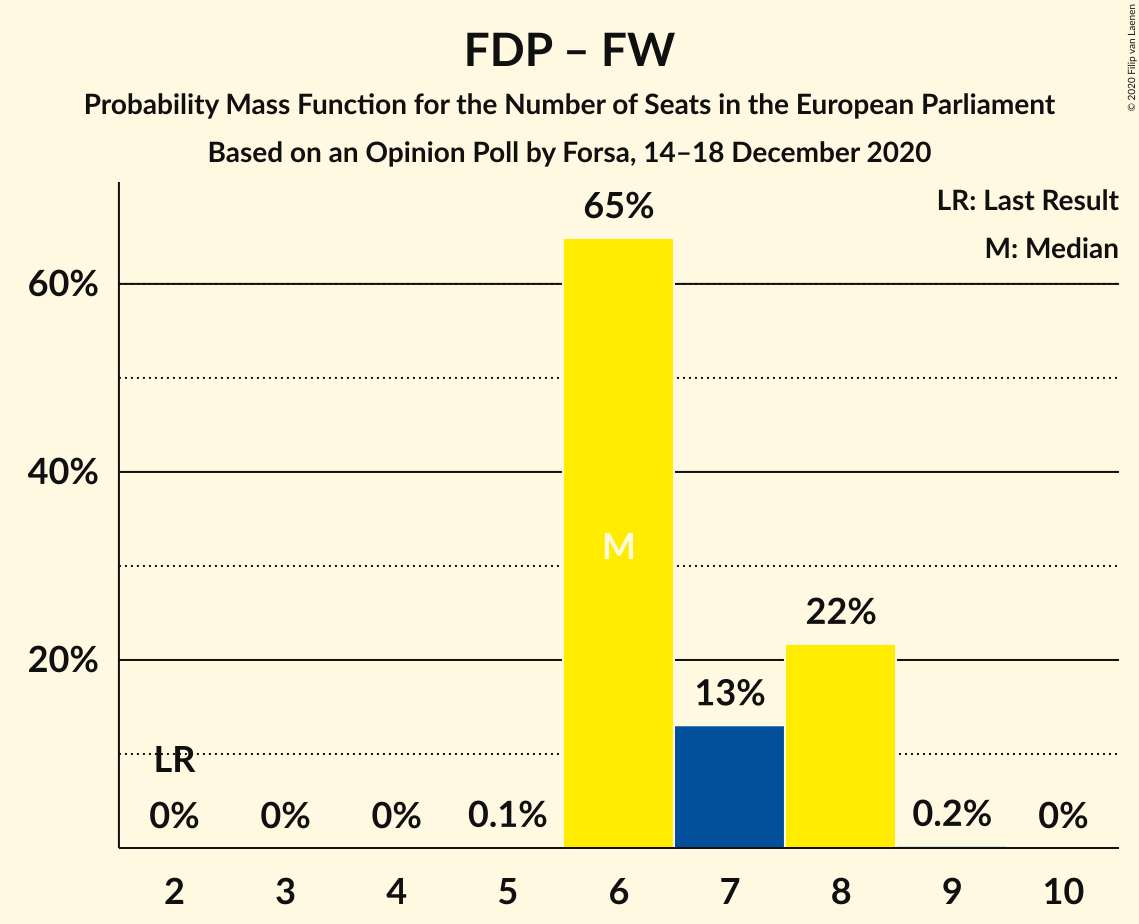 FDP – FW
Probability Mass Function for the Number of Seats in the European Parliament
Based on an Opinion Poll by Forsa, 14–18 December 2020
© 2020 Filip van Laenen
LR: Last Result
M: Median
65%
60%
40%
M
22%
20%
13%
LR
0% 0% 0% 0.1% 0.2% 0%
2 3 4 5 6 7 8 9 10